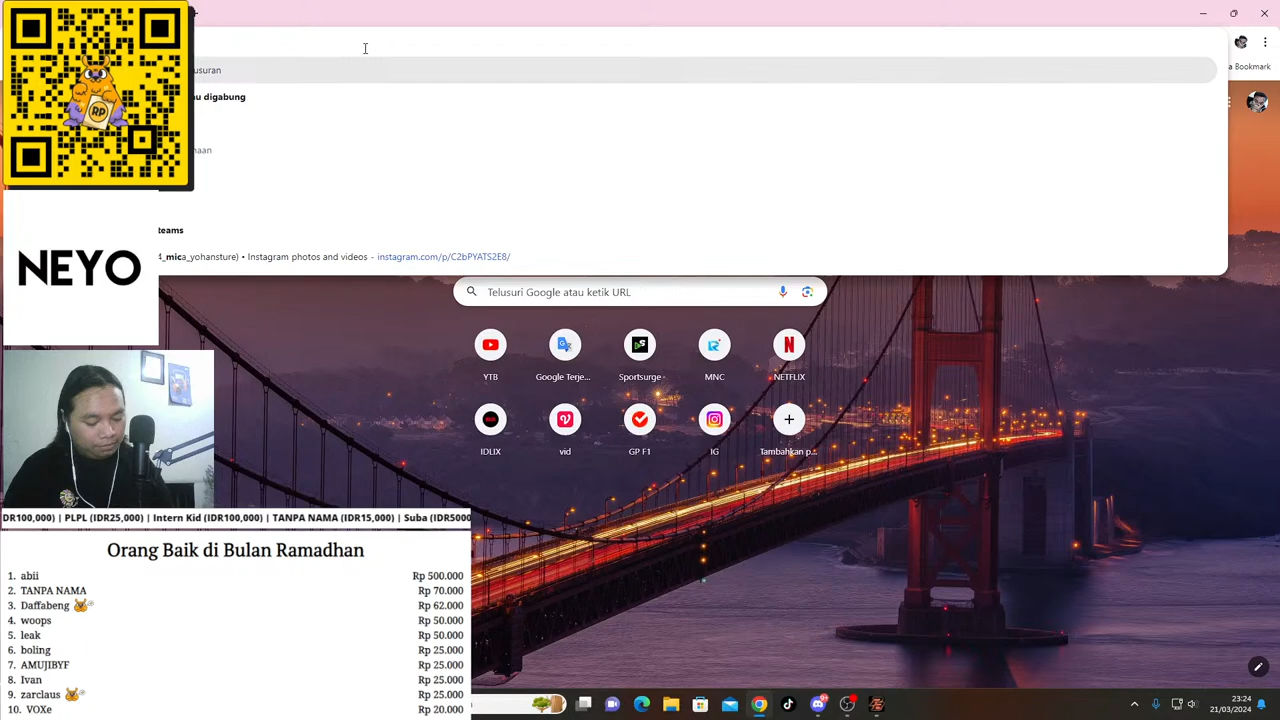 usuran
u digabung
naan
teams
4_mica_yohansture) • Instagram photos and videos - instagram.com/p/C2bPYATS2E8/
a Bookmark
RP
NEYO
Telusuri Google atau ketik URL
YTB
Google Terje...
Sportsurge
MNC
NETFLIX
IDLIX
vid
GP F1
IG
Tambahkan p...
DR100,000) | PLPL (IDR25,000) | Intern Kid (IDR100,000) | TANPA NAMA (IDR15,000) | Suba (IDR5000
Orang Baik di Bulan Ramadhan
1. abii Rp 500.000
2. TANPA NAMA Rp 70.000
3. Daffabeng Rp 62.000
4. woops Rp 50.000
5. leak Rp 50.000
6. boling Rp 25.000
7. AMUJIBYF Rp 25.000
8. Ivan Rp 25.000
9. zarclaus Rp 25.000
10. VOXe Rp 20.000
23:24
21/03/2024